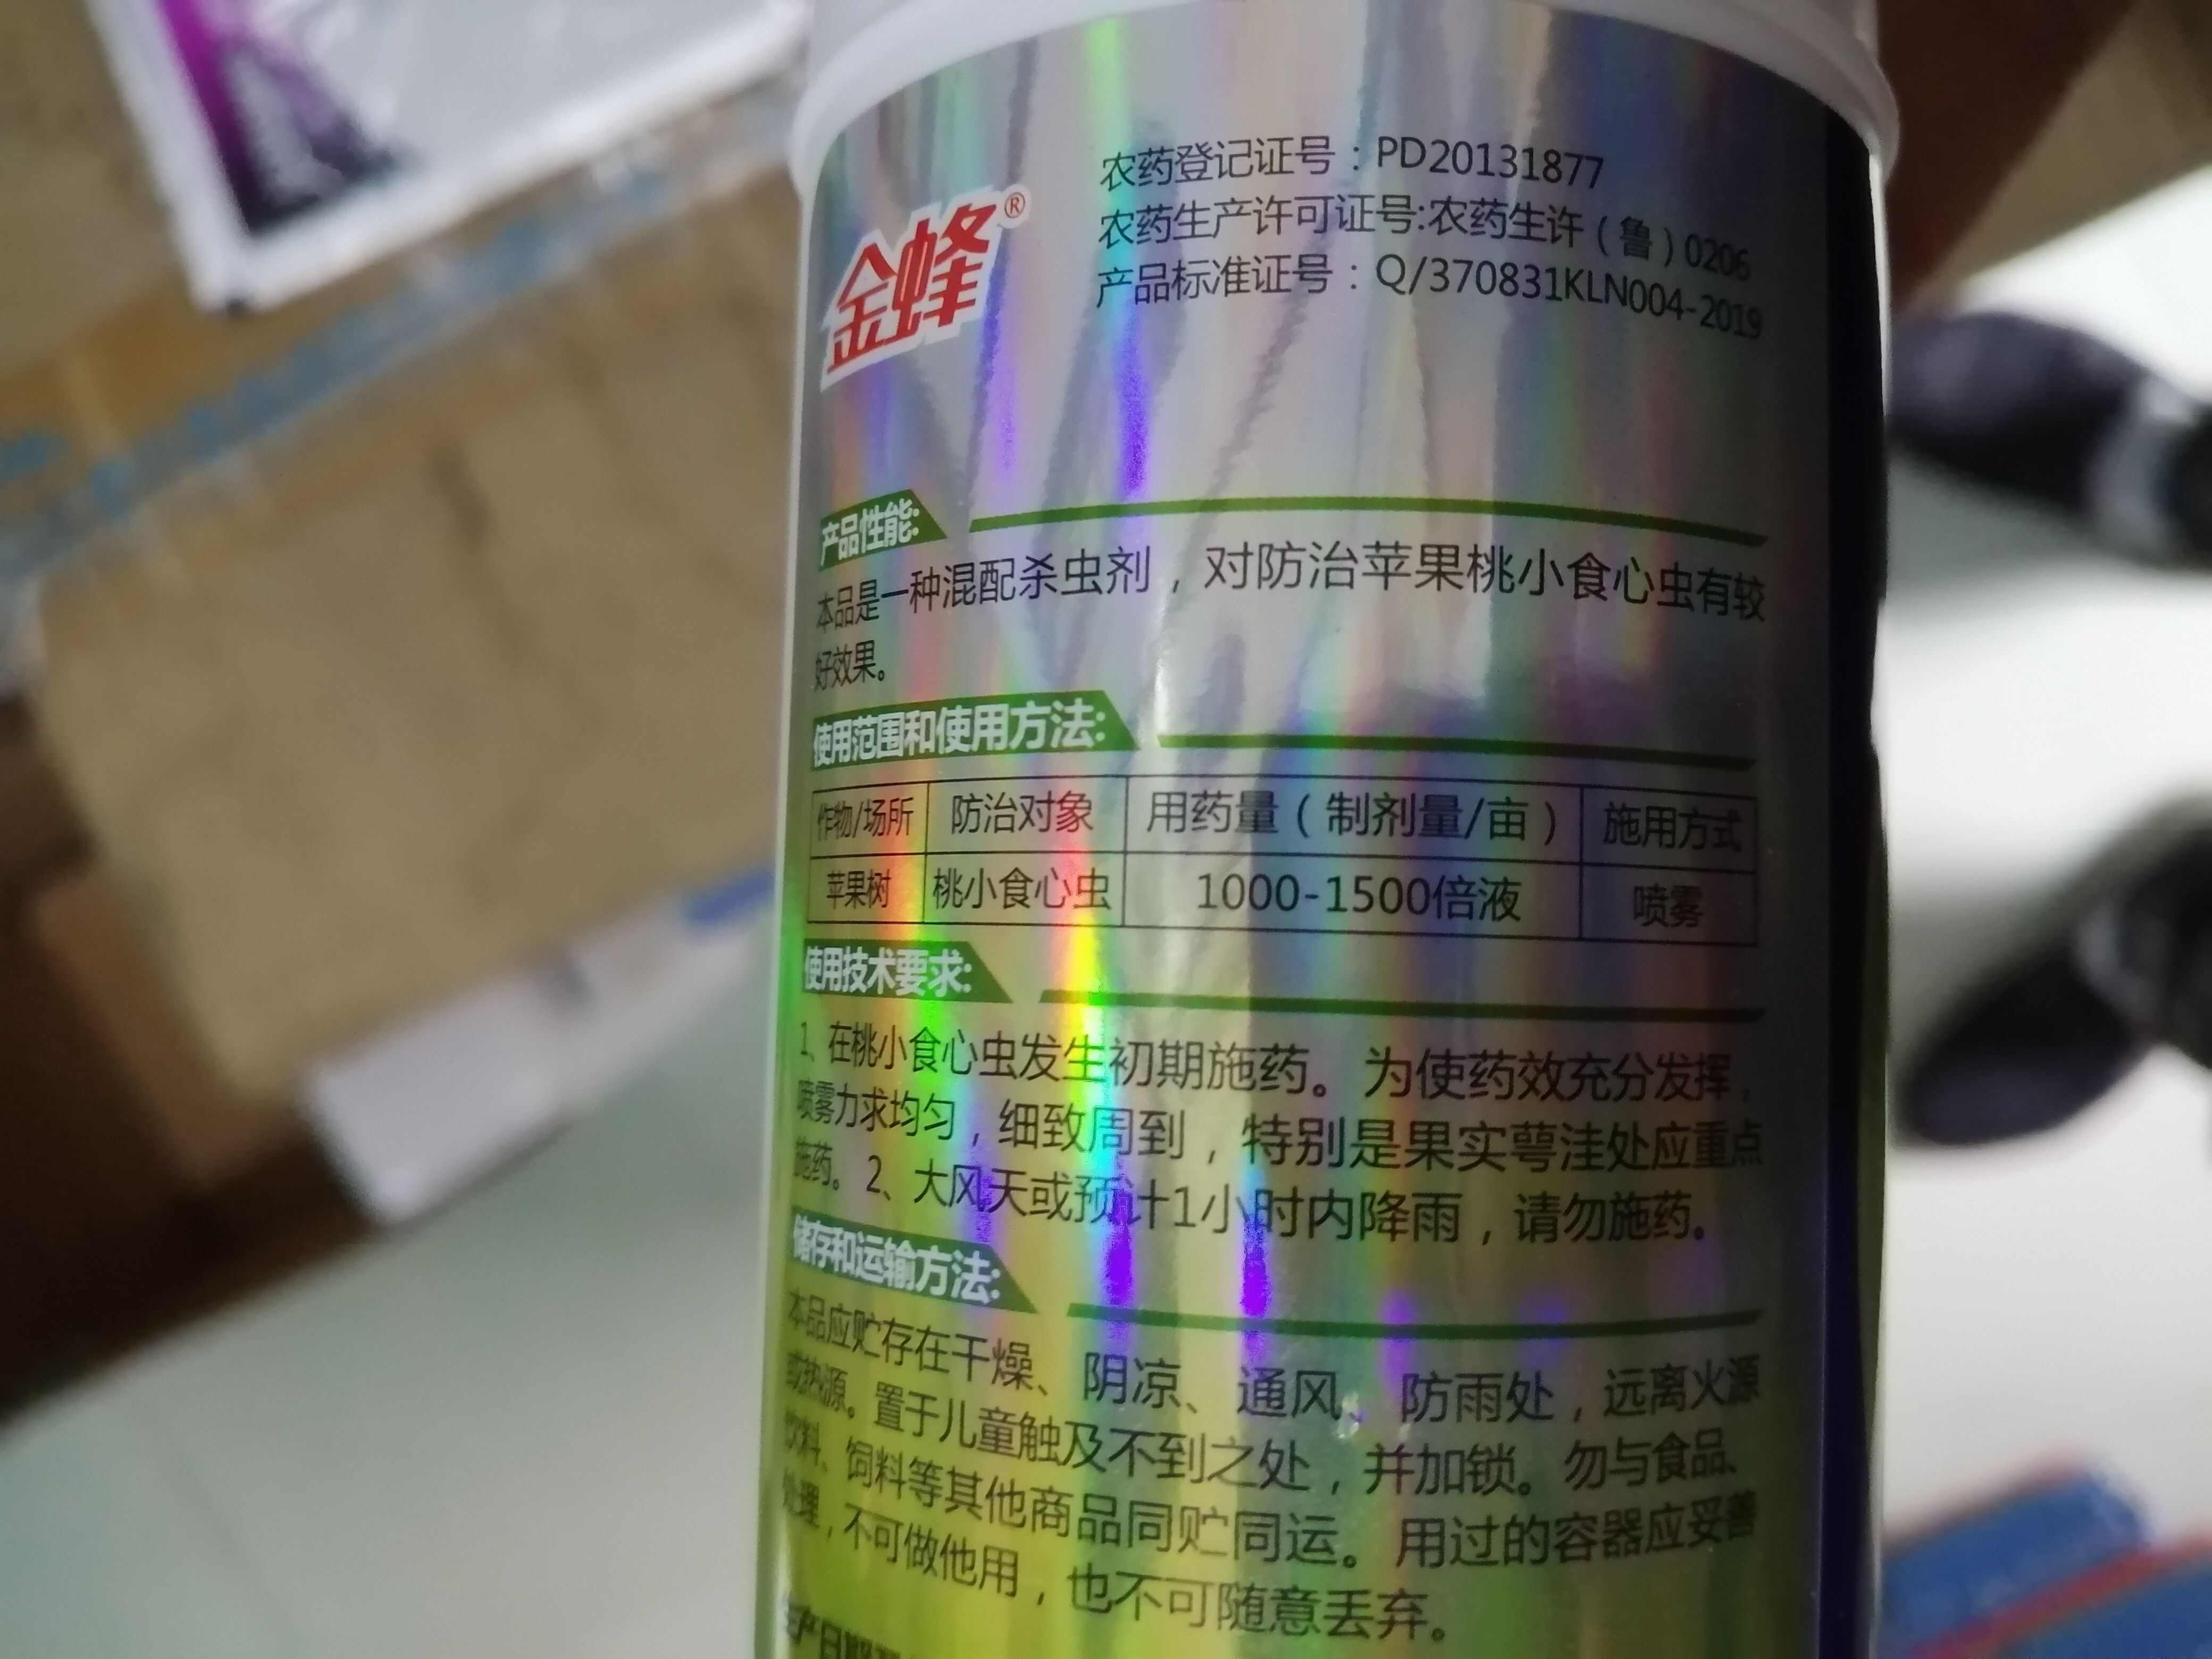 农药登记证号：PD20131877
农药生产许可证号:农药生许（鲁）0206
产品标准证号：Q/370831KLN004-2019
金蜂®
产品性能:
本品是一种混配杀虫剂，对防治苹果桃小食心虫有较
好效果。
使用范围和使用方法:
作物/场所 防治对象 用药量（制剂量/亩） 施用方式
苹果树 桃小食心虫 1000-1500倍液 喷雾
使用技术要求:
1、在桃小食心虫发生初期施药。为使药效充分发挥，
喷雾力求均匀，细致周到，特别是果实萼洼处应重点
施药。2、大风天或预计1小时内降雨，请勿施药。
储存和运输方法:
本品应贮存在干燥、阴凉、通风、防雨处，远离火源
或热源。置于儿童触及不到之处，并加锁。勿与食品、
饮料、饲料等其他商品同贮同运。用过的容器应妥善
处理，不可做他用，也不可随意丢弃。
生产日期